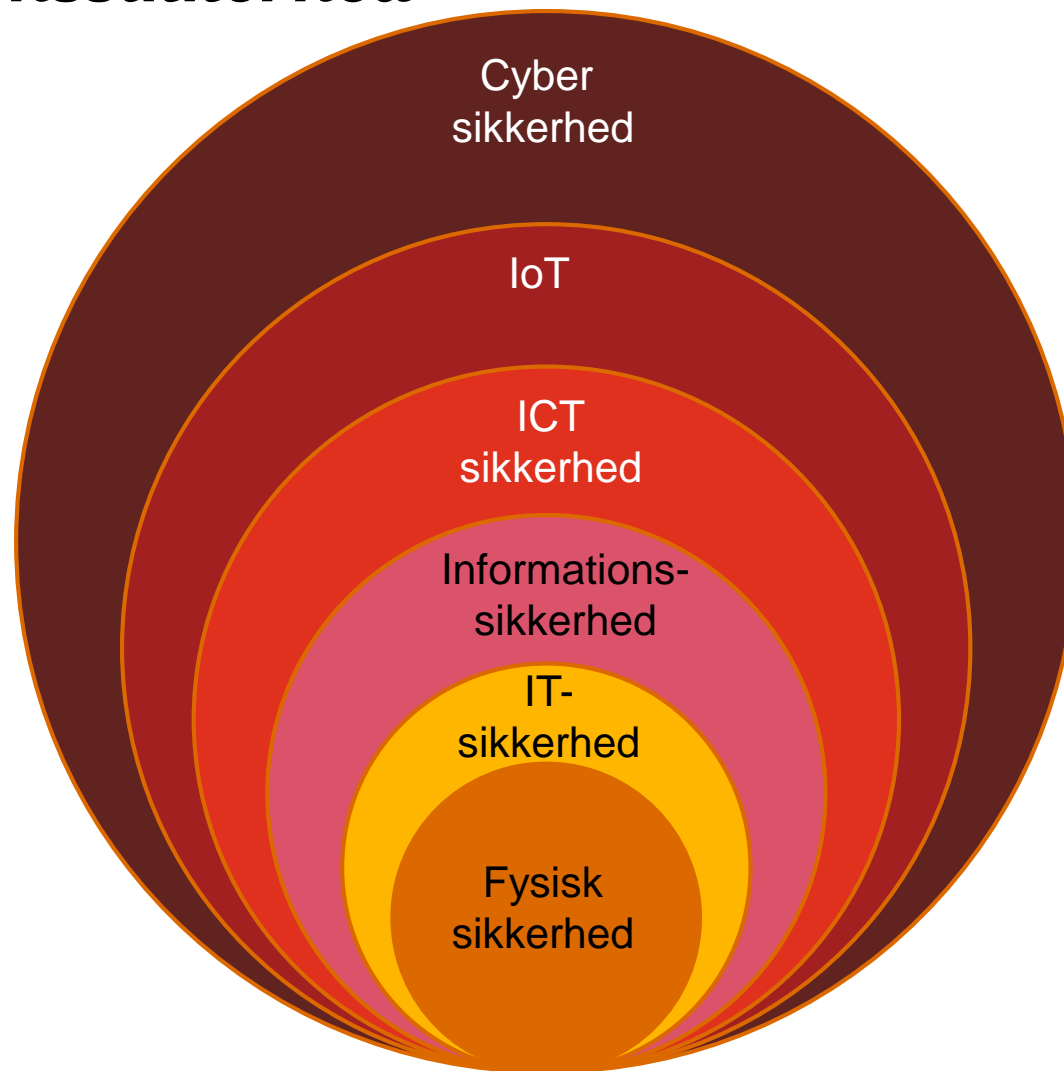 Cyber
sikkerhed
IoT
ICT
sikkerhed
Informations-
sikkerhed
IT-
sikkerhed
Fysisk
sikkerhed